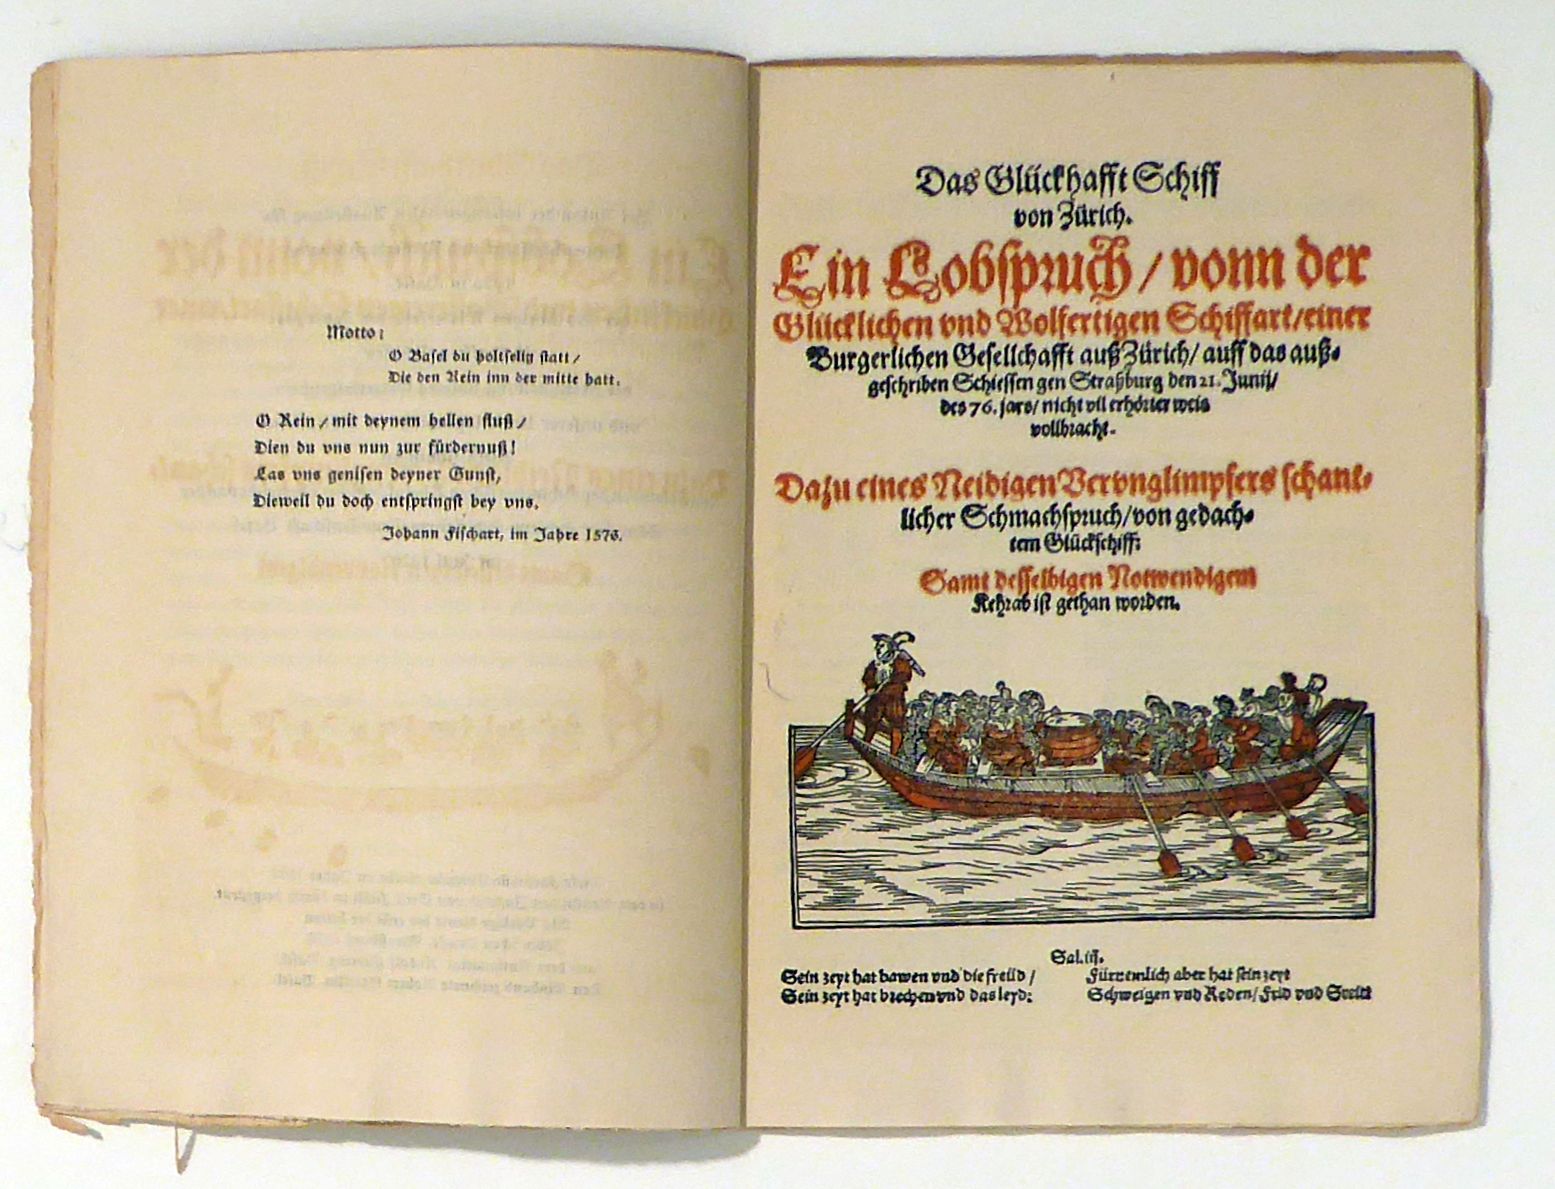 Motto:
O Basel du holtselig statt /
Die den Rein inn der mitte hatt.
O Rein / mit deynem hellen fluß /
Dien du vns nun zur fürdernuß!
Las vns genisen deyner Gunst,
Dieweil du doch entspringst bey vns.
Johann Fischart, im Jahre 1576.
Das Glückhafft Schiff
von Zürich.
Ein Lobspruch / vonn der
Glücklichen vnd Wolfertigen Schiffart / einer
Burgerlichen Gesellschafft auß Zürich / auff das auß⸗
geschriben Schiessen gen Straßburg den 21. Junij /
des 76. jars / nicht vil erhörter weis
vollbracht.
Dazu eines Neidigen Verunglimpfers schant⸗
licher Schmachspruch / von gedach⸗
tem Glückschiff:
Samt desselbigen Notwendigem
Kehrab ist gethan worden.
Sal. iij.
Sein zeyt hat bawen vnd die freüd /
Sein zeyt hat brechen vnd das leyd:
Fürnemlich aber hat sein zeyt
Schweigen vnd Reden / Frid vnd Streit